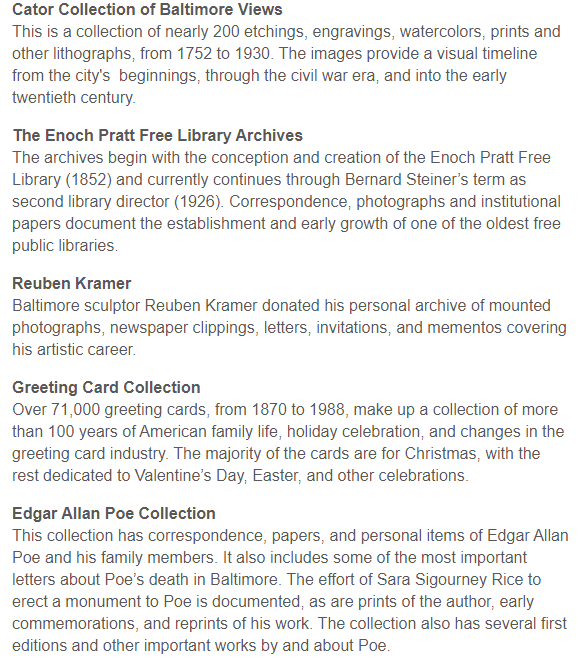 Cator Collection of Baltimore Views
This is a collection of nearly 200 etchings, engravings, watercolors, prints and
other lithographs, from 1752 to 1930. The images provide a visual timeline
from the city's  beginnings, through the civil war era, and into the early
twentieth century.
The Enoch Pratt Free Library Archives
The archives begin with the conception and creation of the Enoch Pratt Free
Library (1852) and currently continues through Bernard Steiner’s term as
second library director (1926). Correspondence, photographs and institutional
papers document the establishment and early growth of one of the oldest free
public libraries.
Reuben Kramer
Baltimore sculptor Reuben Kramer donated his personal archive of mounted
photographs, newspaper clippings, letters, invitations, and mementos covering
his artistic career.
Greeting Card Collection
Over 71,000 greeting cards, from 1870 to 1988, make up a collection of more
than 100 years of American family life, holiday celebration, and changes in the
greeting card industry. The majority of the cards are for Christmas, with the
rest dedicated to Valentine’s Day, Easter, and other celebrations.
Edgar Allan Poe Collection
This collection has correspondence, papers, and personal items of Edgar Allan
Poe and his family members. It also includes some of the most important
letters about Poe’s death in Baltimore. The effort of Sara Sigourney Rice to
erect a monument to Poe is documented, as are prints of the author, early
commemorations, and reprints of his work. The collection also has several first
editions and other important works by and about Poe.